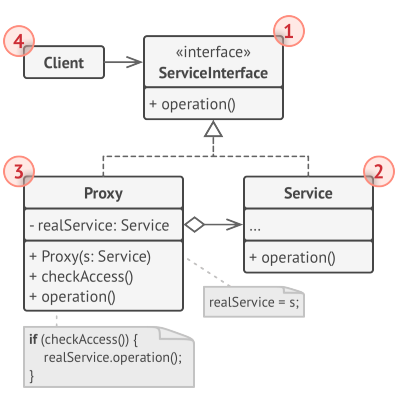 4
Client
1
«interface»
ServiceInterface
+ operation()
3
Proxy
- realService: Service
+ Proxy(s: Service)
+ checkAccess()
+ operation()
2
Service
...
+ operation()
realService = s;
if (checkAccess()) {
realService.operation();
}